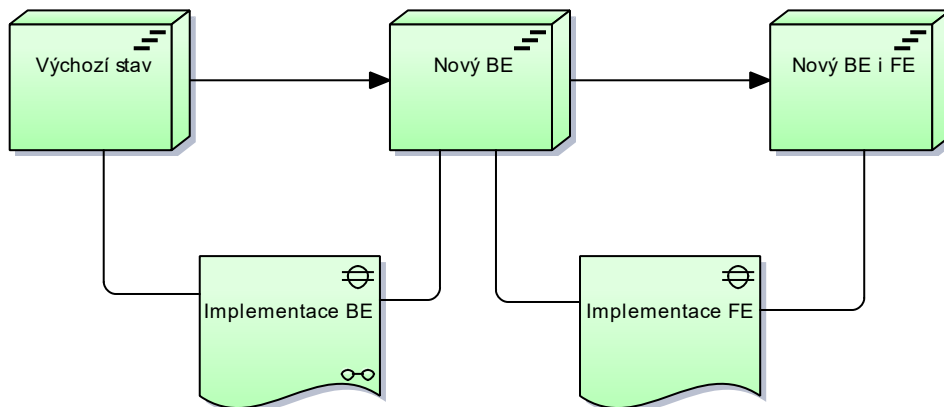 Výchozí stav
Nový BE
Nový BE i FE
Implementace BE
Implementace FE